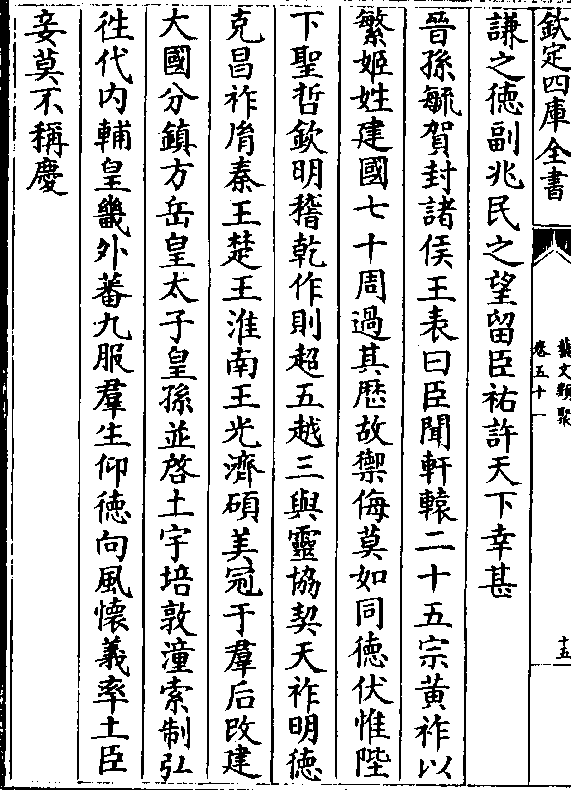 欽定四庫全書
藝文類聚
卷五十一
十五
謙之徳副兆民之望留臣祐許天下幸甚
晉孫毓賀封諸侯王表曰臣聞軒轅二十五宗黄祚以
繁姬姓建國七十周過其厯故禦侮莫如同徳伏惟陛
下聖哲欽明稽乾作則超五越三與靈協契天祚明徳
克昌祚𦙍秦王楚王淮南王光濟碩美冠于羣后改建
大國分鎮方岳皇太子皇孫並啓土宇培敦潼索制弘
徃代内輔皇畿外蕃九服羣生仰徳向風懷義率土臣
妾莫不稱慶